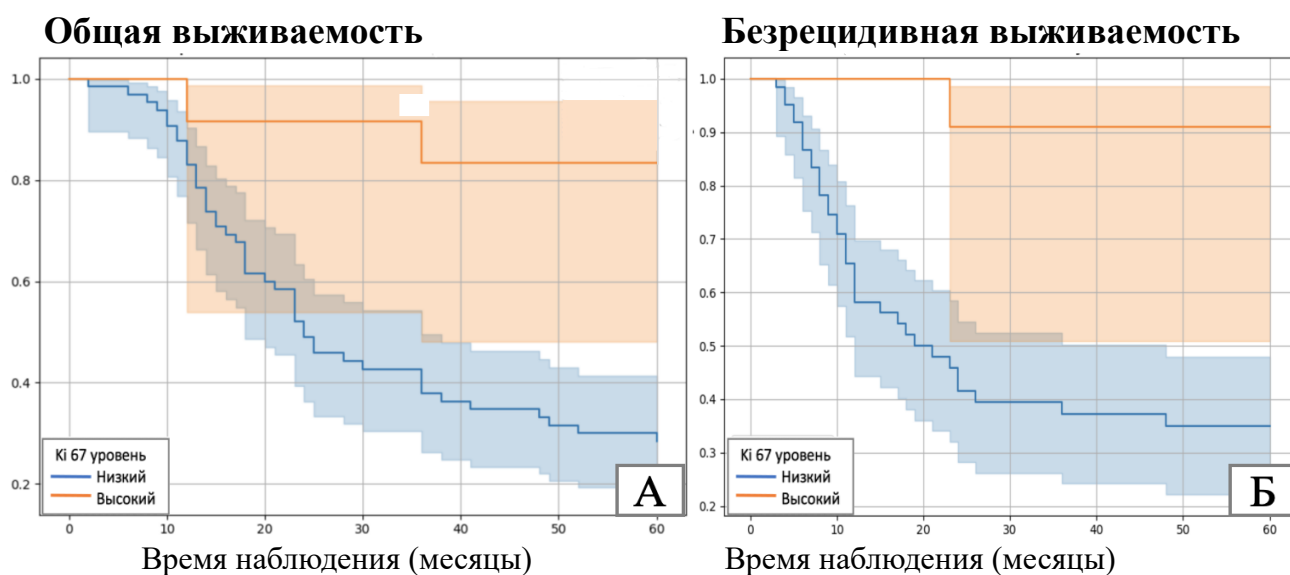 Общая выживаемость
1.0
0.8
0.6
0.4
0.2
Ki 67 уровень
Низкий
Высокий
А
0 10 20 30 40 50 60
Время наблюдения (месяцы)
Безрецидивная выживаемость
1.0
0.9
0.8
0.7
0.6
0.5
0.4
0.3
0.2
Ki 67 уровень
Низкий
Высокий
Б
0 10 20 30 40 50 60
Время наблюдения (месяцы)